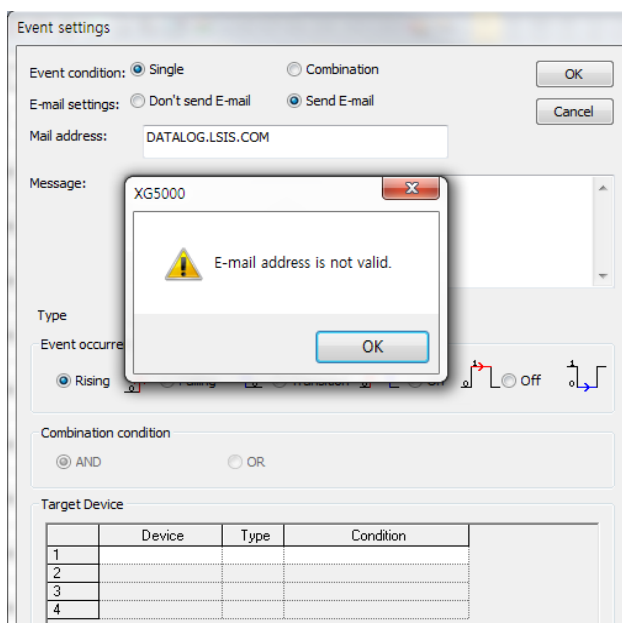 Event settings
Event condition: Single Combination OK
E-mail settings: Don't send E-mail Send E-mail Cancel
Mail address: DATALOG.LSIS.COM
Message:
XG5000
E-mail address is not valid.
OK
Type
Event occurre
Rising Off
Combination condition
AND OR
Target Device
Device Type Condition
1
2
3
4